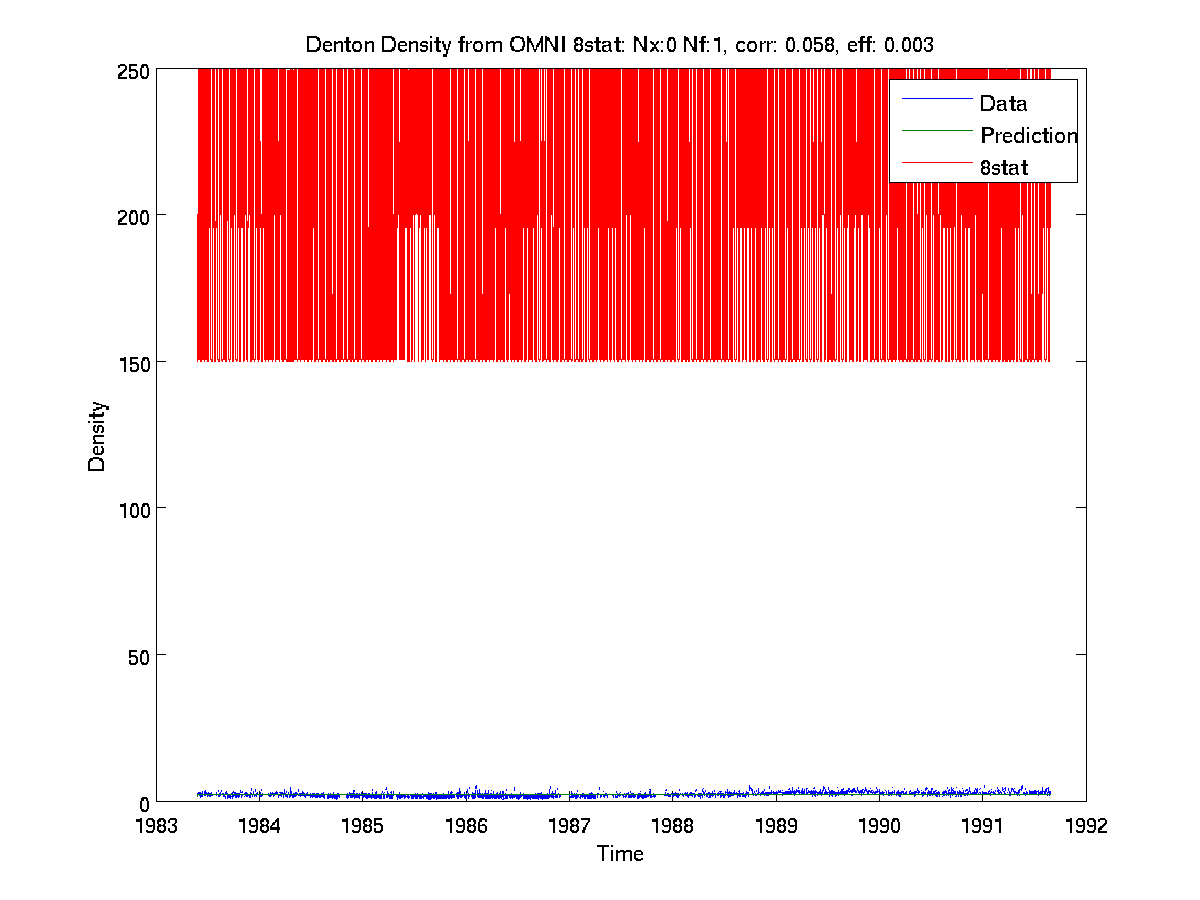 Denton Density from OMNI 8stat: Nx:0 Nf:1, corr: 0.058, eff: 0.003
250
200
150
100
50
0
Density
Data
Prediction
8stat
1983 1984 1985 1986 1987 1988 1989 1990 1991 1992
Time